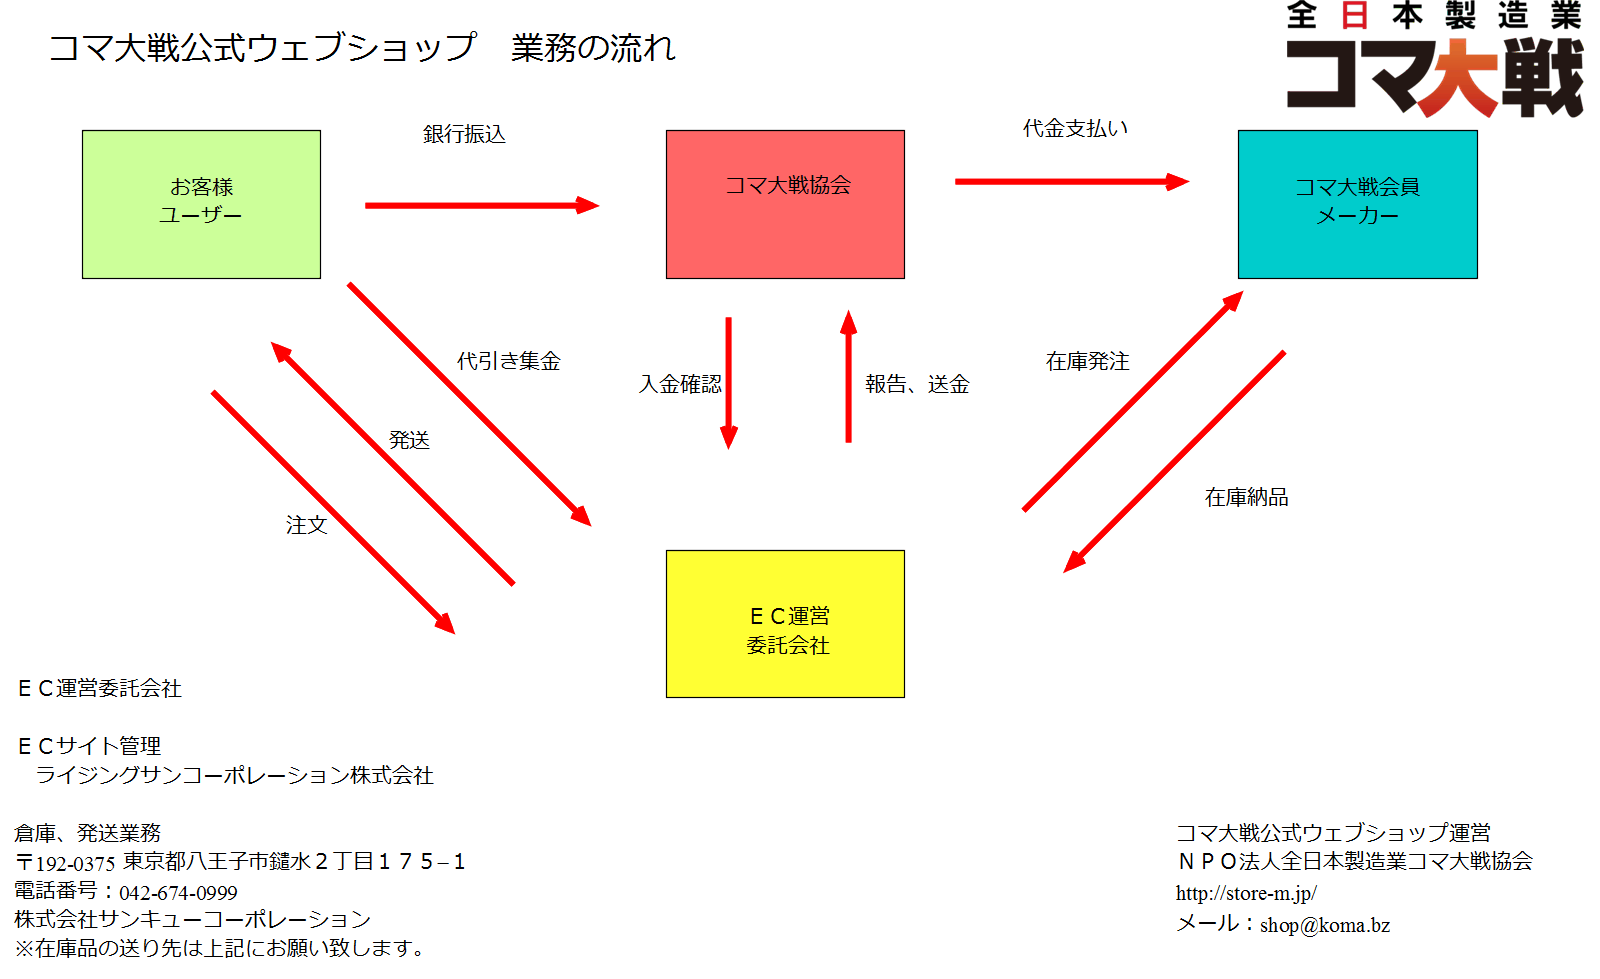 コマ大戦公式ウェブショップ　業務の流れ
全日本製造業
コマ大戦
銀行振込
代金支払い
お客様
ユーザー
コマ大戦協会
コマ大戦会員
メーカー
代引き集金
入金確認
報告、送金
在庫発注
発送
在庫納品
注文
ＥＣ運営
委託会社
ＥＣ運営委託会社
ＥＣサイト管理
　ライジングサンコーポレーション株式会社
倉庫、発送業務
〒192-0375 東京都八王子市鑓水２丁目１７５−１
電話番号：042-674-0999
株式会社サンキューコーポレーション
※在庫品の送り先は上記にお願い致します。
コマ大戦公式ウェブショップ運営
ＮＰＯ法人全日本製造業コマ大戦協会
http://store-m.jp/
メール：shop@koma.bz